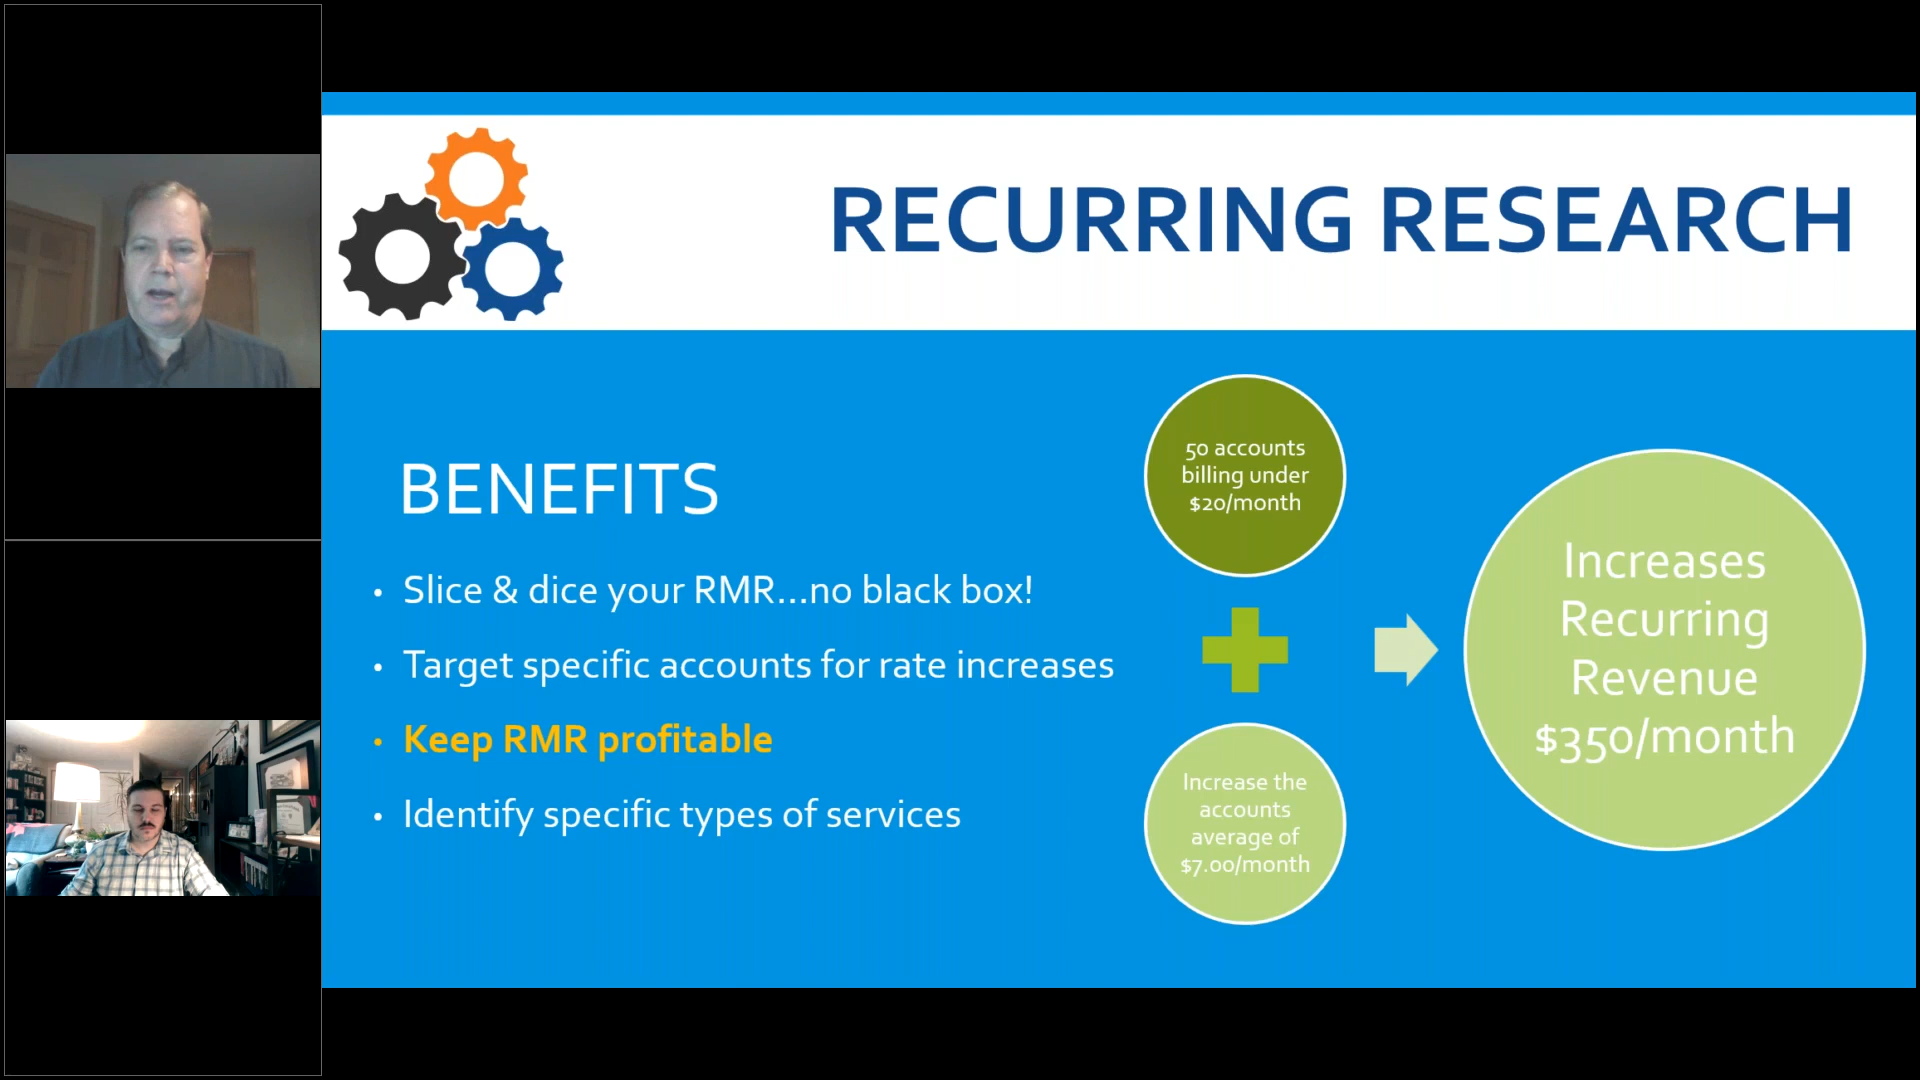 RECURRING RESEARCH
BENEFITS
• Slice & dice your RMR...no black box!
• Target specific accounts for rate increases
• Keep RMR profitable
• Identify specific types of services
50 accounts
billing under
$20/month
Increase the
accounts
average of
$7.00/month
Increases
Recurring
Revenue
$350/month